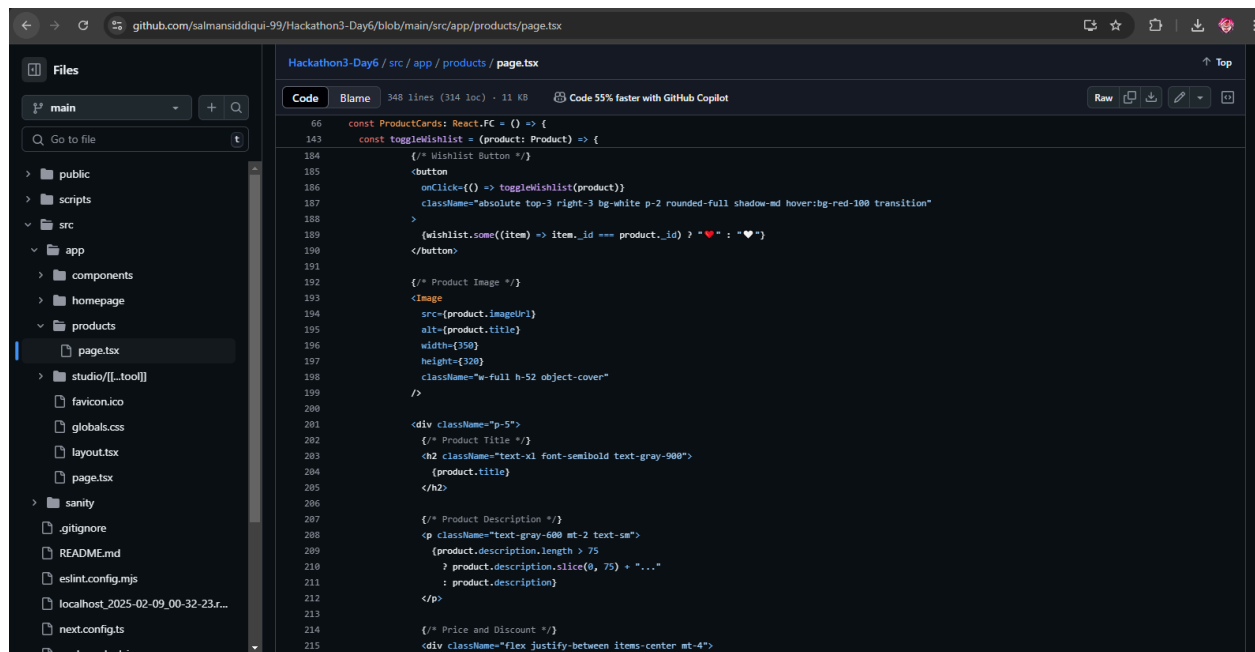 github.com/salmansiddiqui-99/Hackathon3-Day6/blob/main/src/app/products/page.tsx
Files
main
Go to file
t
public
scripts
src
app
components
homepage
products
page.tsx
studio/[[...tool]]
favicon.ico
globals.css
layout.tsx
page.tsx
sanity
.gitignore
README.md
eslint.config.mjs
localhost_2025-02-09_00-32-23.r...
next.config.ts
Hackathon3-Day6 / src / app / products / page.tsx
Top
Code Blame 348 lines (314 loc) · 11 KB Code 55% faster with GitHub Copilot
Raw
66 const ProductCards: React.FC = () => {
143 const toggleWishlist = (product: Product) => {
184 {/* Wishlist Button */}
185 <button
186 onClick={() => toggleWishlist(product)}
187 className="absolute top-3 right-3 bg-white p-2 rounded-full shadow-md hover:bg-red-100 transition"
188 >
189 {wishlist.some((item) => item._id === product._id) ? "❤️" : "🤍"}
190 </button>
191
192 {/* Product Image */}
193 <Image
194 src={product.imageUrl}
195 alt={product.title}
196 width={350}
197 height={320}
198 className="w-full h-52 object-cover"
199 />
200
201 <div className="p-5">
202 {/* Product Title */}
203 <h2 className="text-xl font-semibold text-gray-900">
204 {product.title}
205 </h2>
206
207 {/* Product Description */}
208 <p className="text-gray-600 mt-2 text-sm">
209 {product.description.length > 75
210 ? product.description.slice(0, 75) + "..."
211 : product.description}
212 </p>
213
214 {/* Price and Discount */}
215 <div className="flex justify-between items-center mt-4">